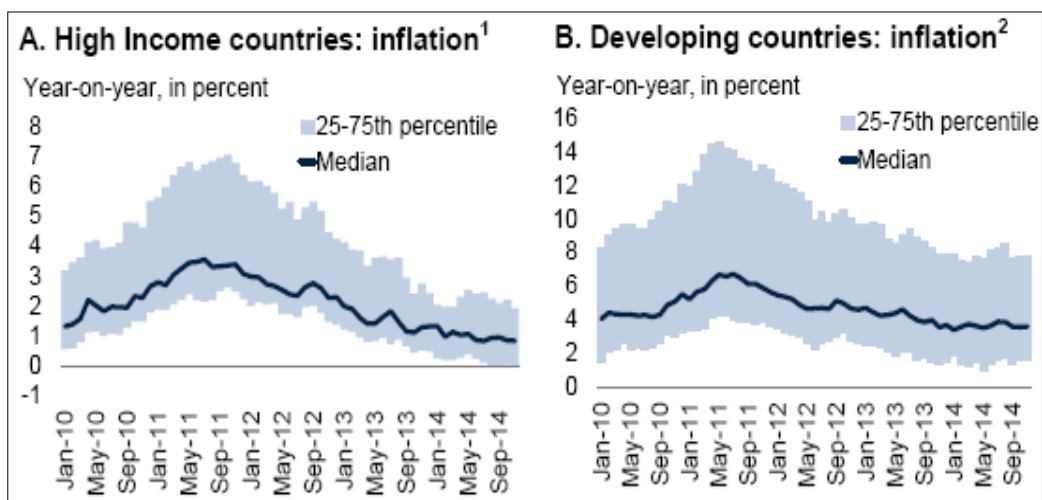 A. High Income countries: inflation¹
Year-on-year, in percent
8
7
6
5
4
3
2
1
0
-1
25-75th percentile
Median
Jan-10
May-10
Sep-10
Jan-11
May-11
Sep-11
Jan-12
May-12
Sep-12
Jan-13
May-13
Sep-13
Jan-14
May-14
Sep-14
B. Developing countries: inflation²
Year-on-year, in percent
16
14
12
10
8
6
4
2
0
25-75th percentile
Median
Jan-10
May-10
Sep-10
Jan-11
May-11
Sep-11
Jan-12
May-12
Sep-12
Jan-13
May-13
Sep-13
Jan-14
May-14
Sep-14